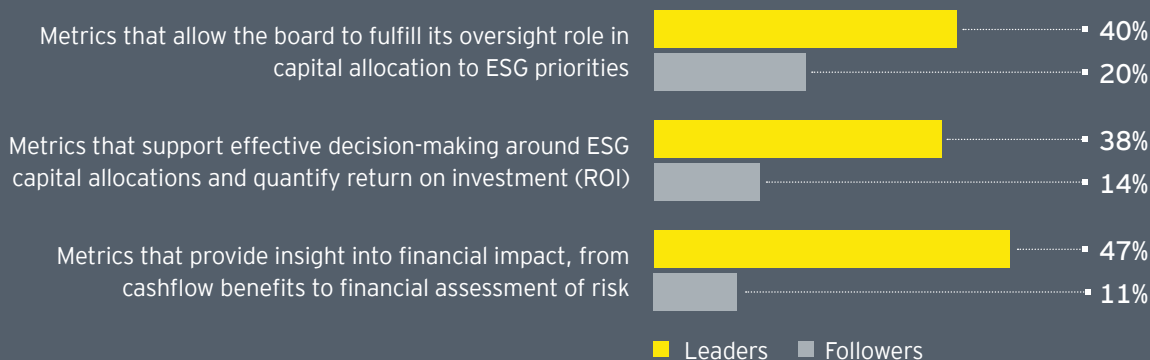 Metrics that allow the board to fulfill its oversight role in
capital allocation to ESG priorities
40%
20%
Metrics that support effective decision-making around ESG
capital allocations and quantify return on investment (ROI)
38%
14%
Metrics that provide insight into financial impact, from
cashflow benefits to financial assessment of risk
47%
11%
Leaders Followers